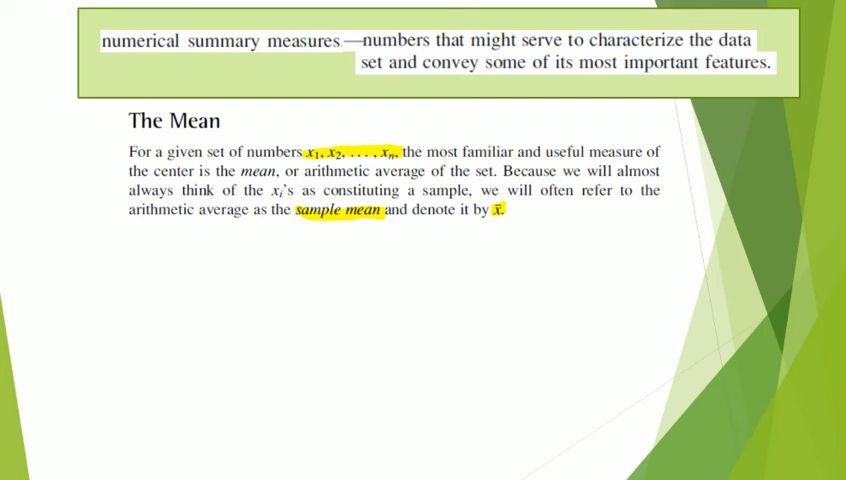 numerical summary measures—numbers that might serve to characterize the data
set and convey some of its most important features.
The Mean
For a given set of numbers x₁, x₂, . . . , xₙ, the most familiar and useful measure of
the center is the mean, or arithmetic average of the set. Because we will almost
always think of the xᵢ's as constituting a sample, we will often refer to the
arithmetic average as the sample mean and denote it by x̄.